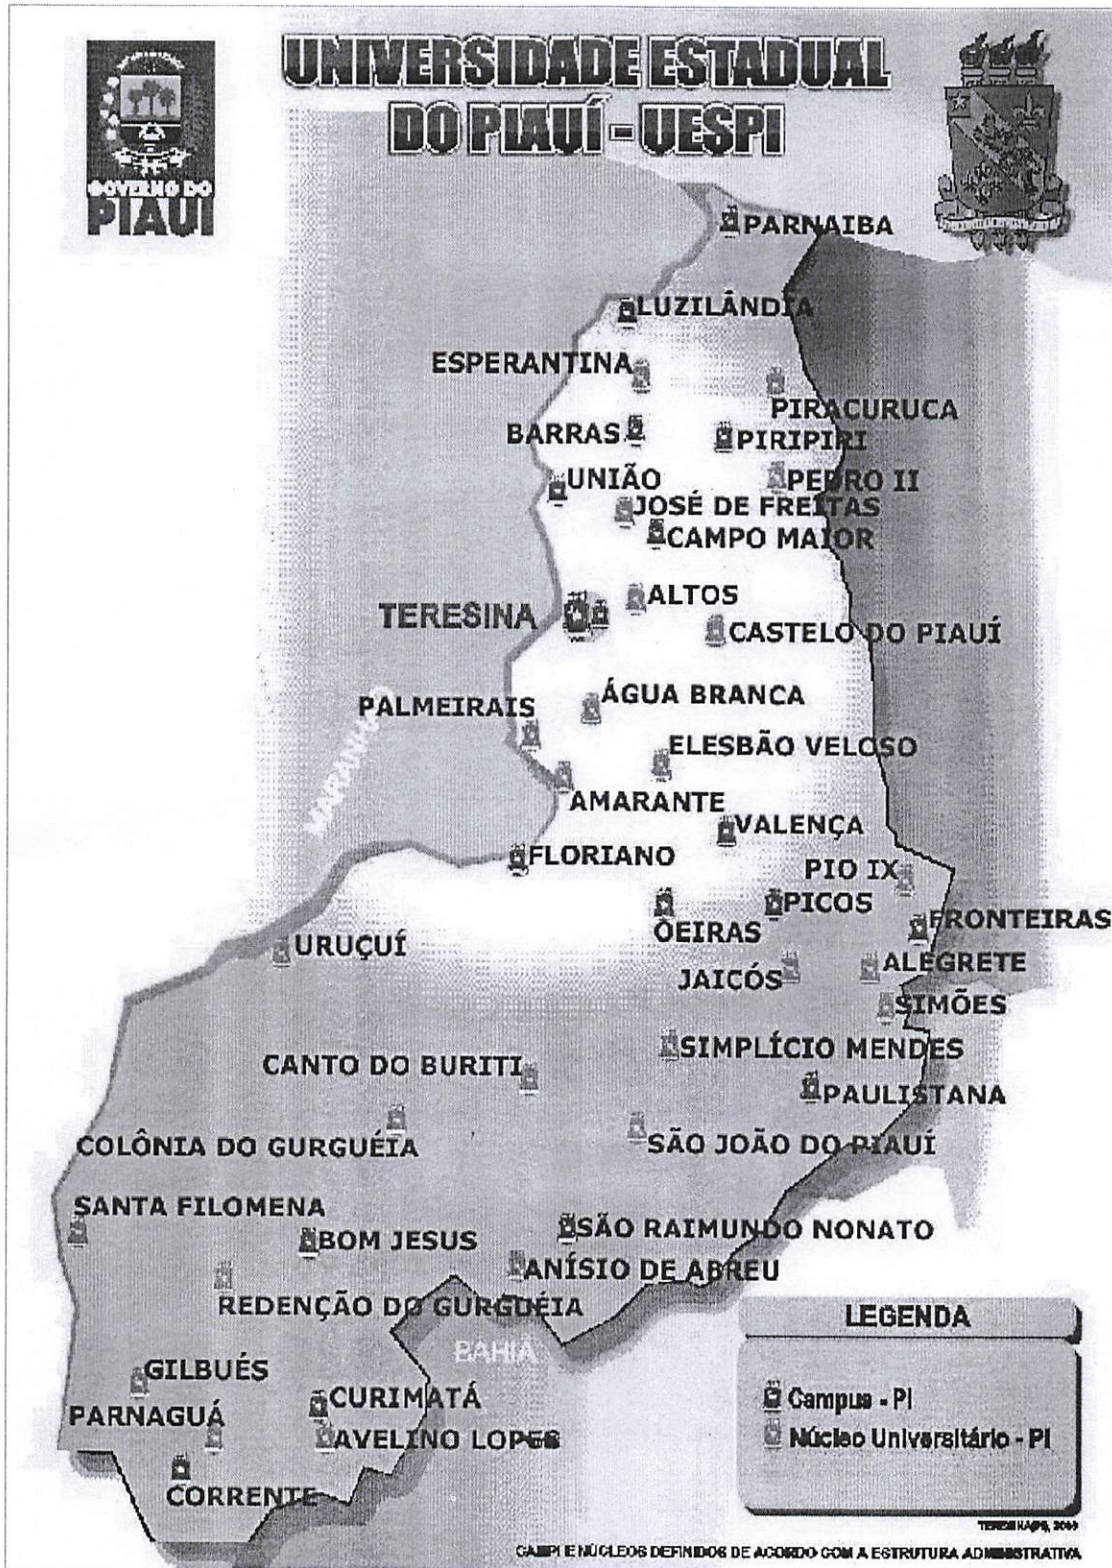 UNIVERSIDADE ESTADUAL
DO PIAUÍ - UESPI
GOVERNO DO
PIAUÍ
PARNAIBA
LUZILÂNDIA
ESPERANTINA
PIRACURUCA
BARRAS
PIRIPIRI
UNIÃO
PEDRO II
JOSÉ DE FREITAS
CAMPO MAIOR
ALTOS
TERESINA
CASTELO DO PIAUÍ
ÁGUA BRANCA
PALMEIRAIS
MARANHÃO
ELESBÃO VELOSO
AMARANTE
VALENÇA
FLORIANO
PIO IX
PICOS
OEIRAS
FRONTEIRAS
URUÇUÍ
JAICÓS
ALEGRETE
SIMÕES
SIMPLÍCIO MENDES
CANTO DO BURITI
PAULISTANA
COLÔNIA DO GURGUÉIA
SÃO JOÃO DO PIAUÍ
SANTA FILOMENA
SÃO RAIMUNDO NONATO
BOM JESUS
ANÍSIO DE ABREU
REDENÇÃO DO GURGUÉIA
BAHIA
GILBUÉS
CURIMATÁ
PARNAGUÁ
AVELINO LOPES
CORRENTE
LEGENDA
Campus - PI
Núcleo Universitário - PI
CAMPI E NÚCLEOS DEFINIDOS DE ACORDO COM A ESTRUTURA ADMINISTRATIVA